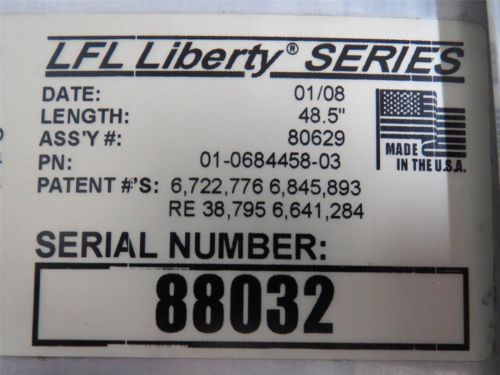 LFL Liberty® SERIES
DATE: 01/08
LENGTH: 48.5"
ASS'Y #: 80629
PN: 01-0684458-03
PATENT #'S: 6,722,776 6,845,893
RE 38,795 6,641,284
MADE
IN THE U.S.A.
SERIAL NUMBER:
88032